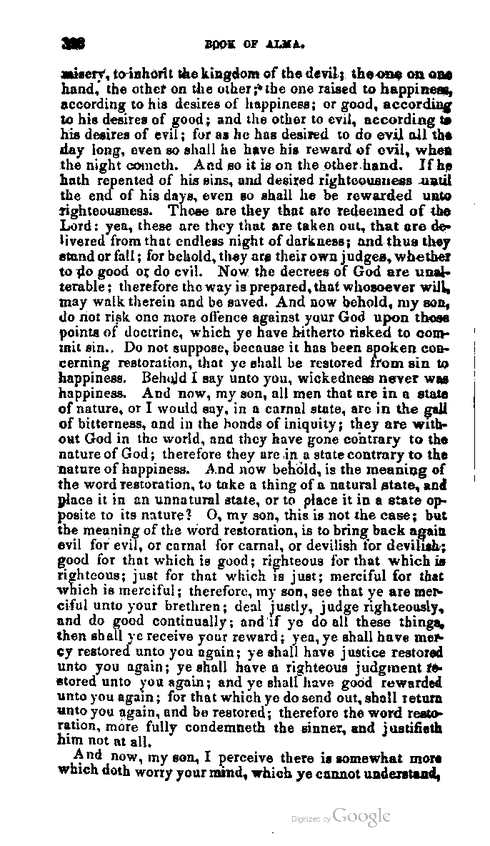 328 BOOK OF ALMA.
misery, to inherit the kingdom of the devil; the one on one
hand, the other on the other; the one raised to happiness,
according to his desires of happiness; or good, according
to his desires of good; and the other to evil, according to
his desires of evil; for as he has desired to do evil all the
day long, even so shall he have his reward of evil, when
the night cometh. And so it is on the other hand. If he
hath repented of his sins, and desired righteousness until
the end of his days, even so shall he be rewarded unto
righteousness. These are they that are redeemed of the
Lord: yea, these are they that are taken out, that are de-
livered from that endless night of darkness; and thus they
stand or fall; for behold, they are their own judges, whether
to do good or do evil. Now the decrees of God are unal-
terable; therefore the way is prepared, that whosoever will,
may walk therein and be saved. And now behold, my son,
do not risk one more offence against your God upon those
points of doctrine, which ye have hitherto risked to com-
mit sin. Do not suppose, because it has been spoken con-
cerning restoration, that ye shall be restored from sin to
happiness. Behold I say unto you, wickedness never was
happiness. And now, my son, all men that are in a state
of nature, or I would say, in a carnal state, are in the gall
of bitterness, and in the bonds of iniquity; they are with-
out God in the world, and they have gone contrary to the
nature of God; therefore they are in a state contrary to the
nature of happiness. And now behold, is the meaning of
the word restoration, to take a thing of a natural state, and
place it in an unnatural state, or to place it in a state op-
posite to its nature? O, my son, this is not the case; but
the meaning of the word restoration, is to bring back again
evil for evil, or carnal for carnal, or devilish for devilish;
good for that which is good; righteous for that which is
righteous; just for that which is just; merciful for that
which is merciful; therefore, my son, see that ye are mer-
ciful unto your brethren; deal justly, judge righteously,
and do good continually; and if ye do all these things,
then shall ye receive your reward; yea, ye shall have mer-
cy restored unto you again; ye shall have justice restored
unto you again; ye shall have a righteous judgment re-
stored unto you again; and ye shall have good rewarded
unto you again; for that which ye do send out, shall return
unto you again, and be restored; therefore the word resto-
ration, more fully condemneth the sinner, and justifieth
him not at all.
And now, my son, I perceive there is somewhat more
which doth worry your mind, which ye cannot understand,
Digitized by Google